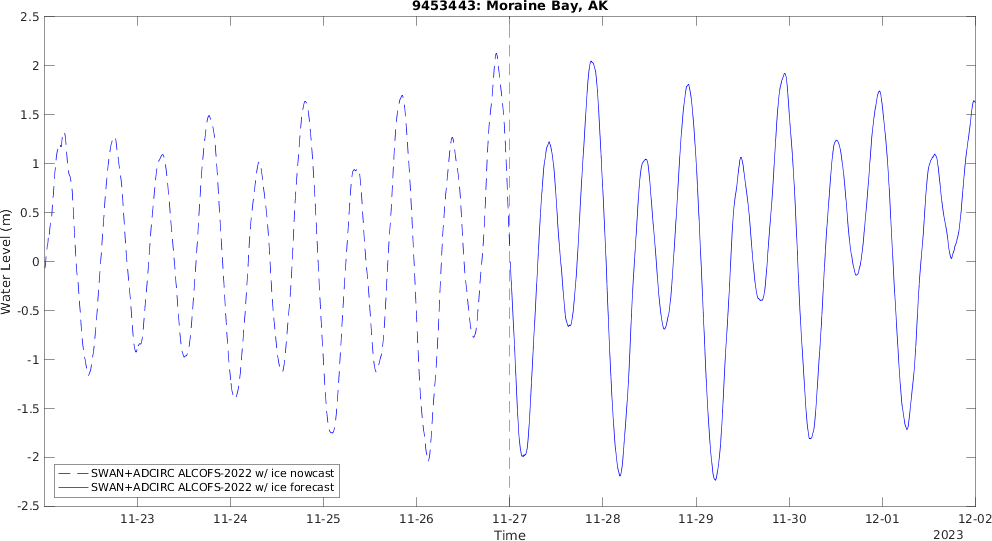 9453443: Moraine Bay, AK
2.5
2
1.5
1
0.5
0
-0.5
-1
-1.5
-2
-2.5
Water Level (m)
SWAN+ADCIRC ALCOFS-2022 w/ ice nowcast
SWAN+ADCIRC ALCOFS-2022 w/ ice forecast
11-23 11-24 11-25 11-26 11-27 11-28 11-29 11-30 12-01 12-02
Time
2023